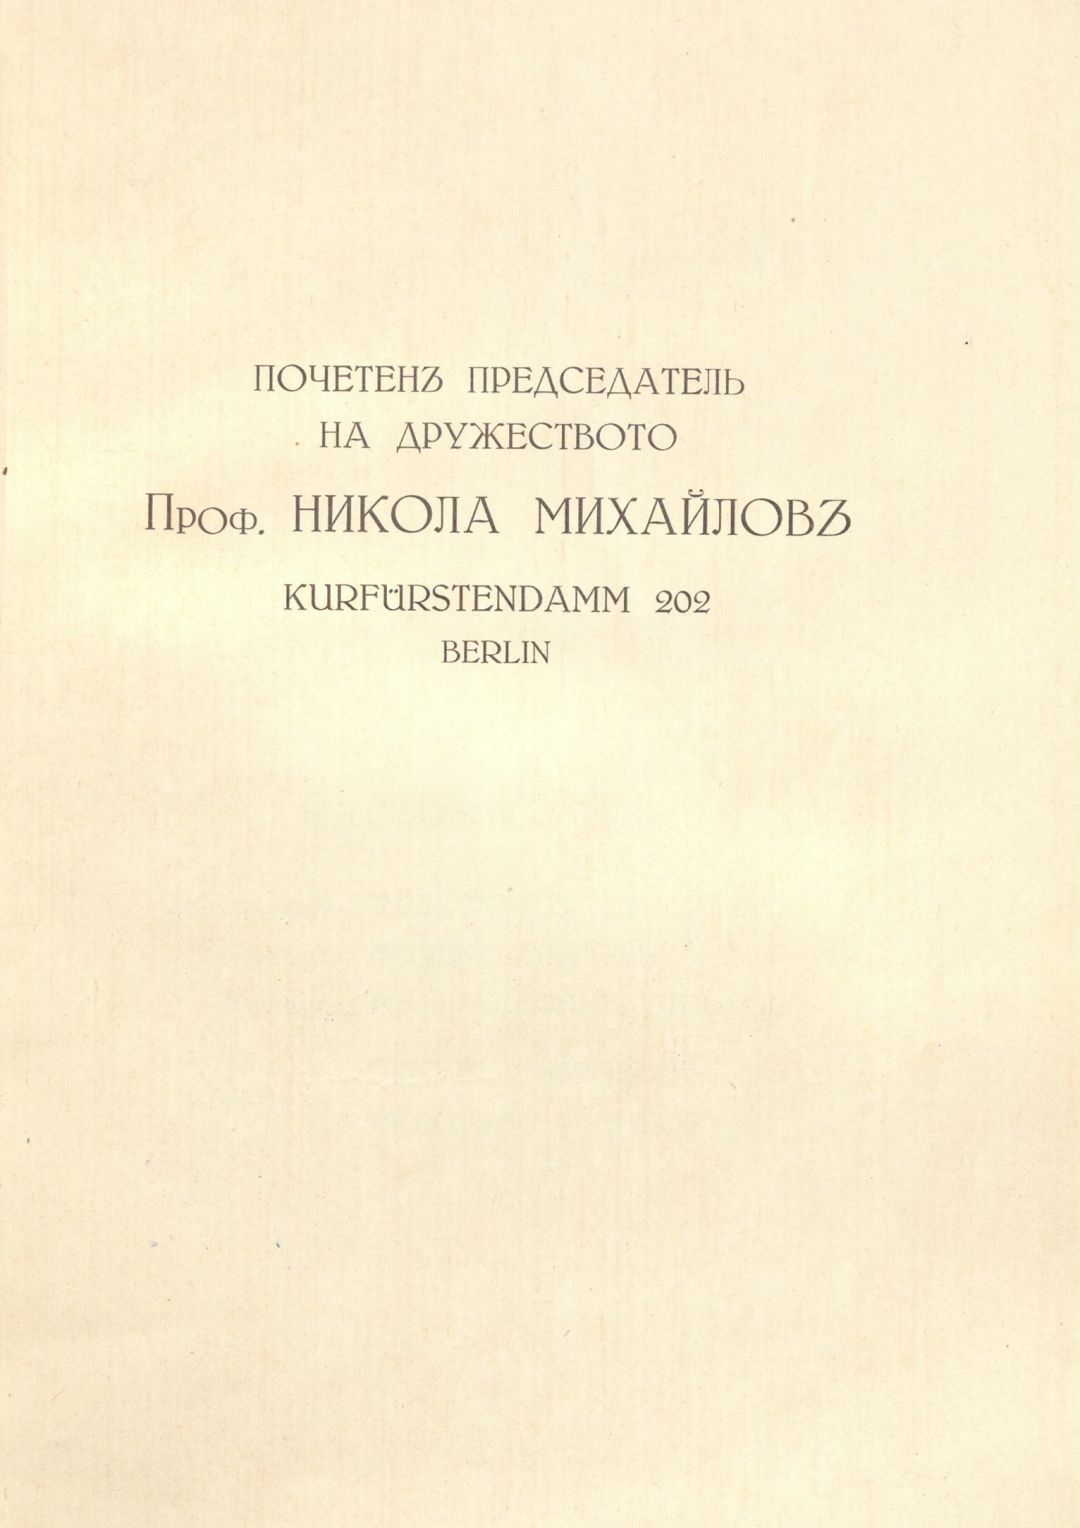 ПОЧЕТЕНЪ ПРЕДСЕДАТЕЛЬ
НА ДРУЖЕСТВОТО
Проф. НИКОЛА МИХАЙЛОВЪ
KURFÜRSTENDAMM 202
BERLIN